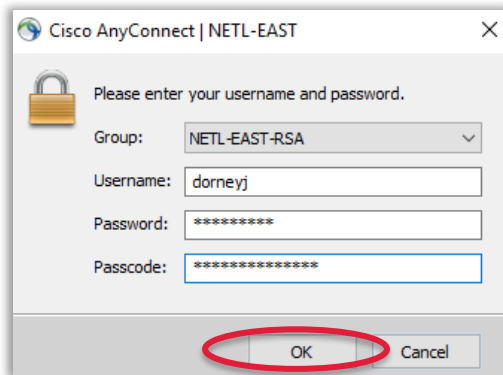 Cisco AnyConnect | NETL-EAST
Please enter your username and password.
Group: NETL-EAST-RSA
Username: dorneyj
Password: *********
Passcode: **************
OK Cancel